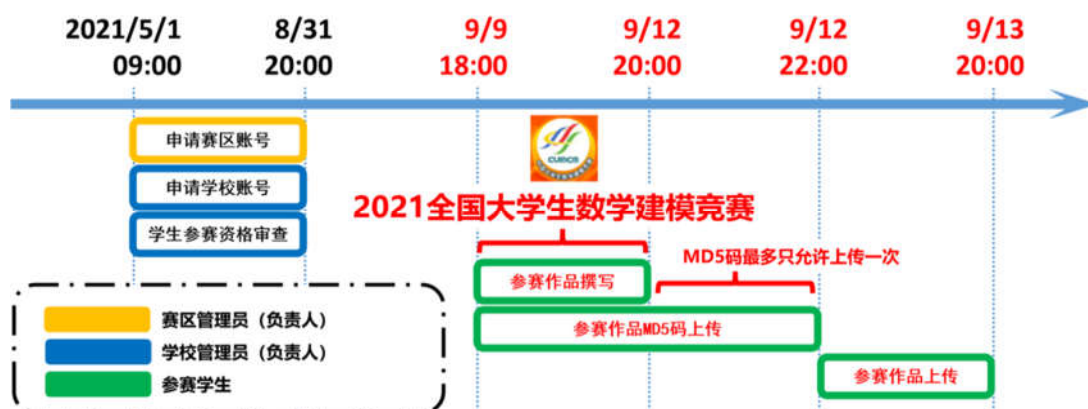 2021/5/1 8/31 9/9 9/12 9/12 9/13
09:00 20:00 18:00 20:00 22:00 20:00
申请赛区账号
申请学校账号
学生参赛资格审查
CUMCM
2021全国大学生数学建模竞赛
MD5码最多只允许上传一次
参赛作品撰写
参赛作品MD5码上传
参赛作品上传
赛区管理员（负责人）
学校管理员（负责人）
参赛学生